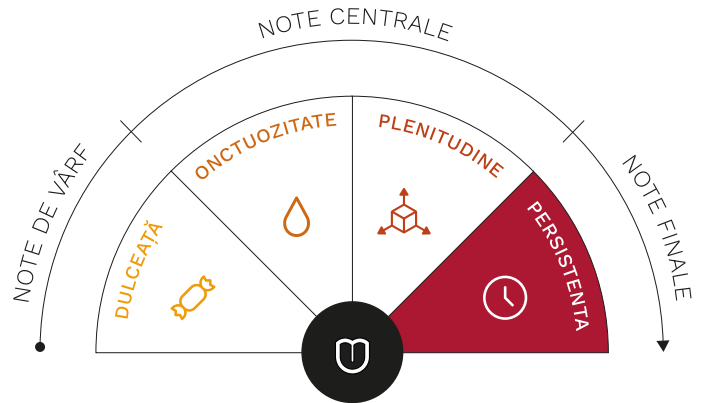 NOTE CENTRALE
NOTE DE VÂRF
NOTE FINALE
DULCEAȚĂ
ONCTUOZITATE
PLENITUDINE
PERSISTENTA